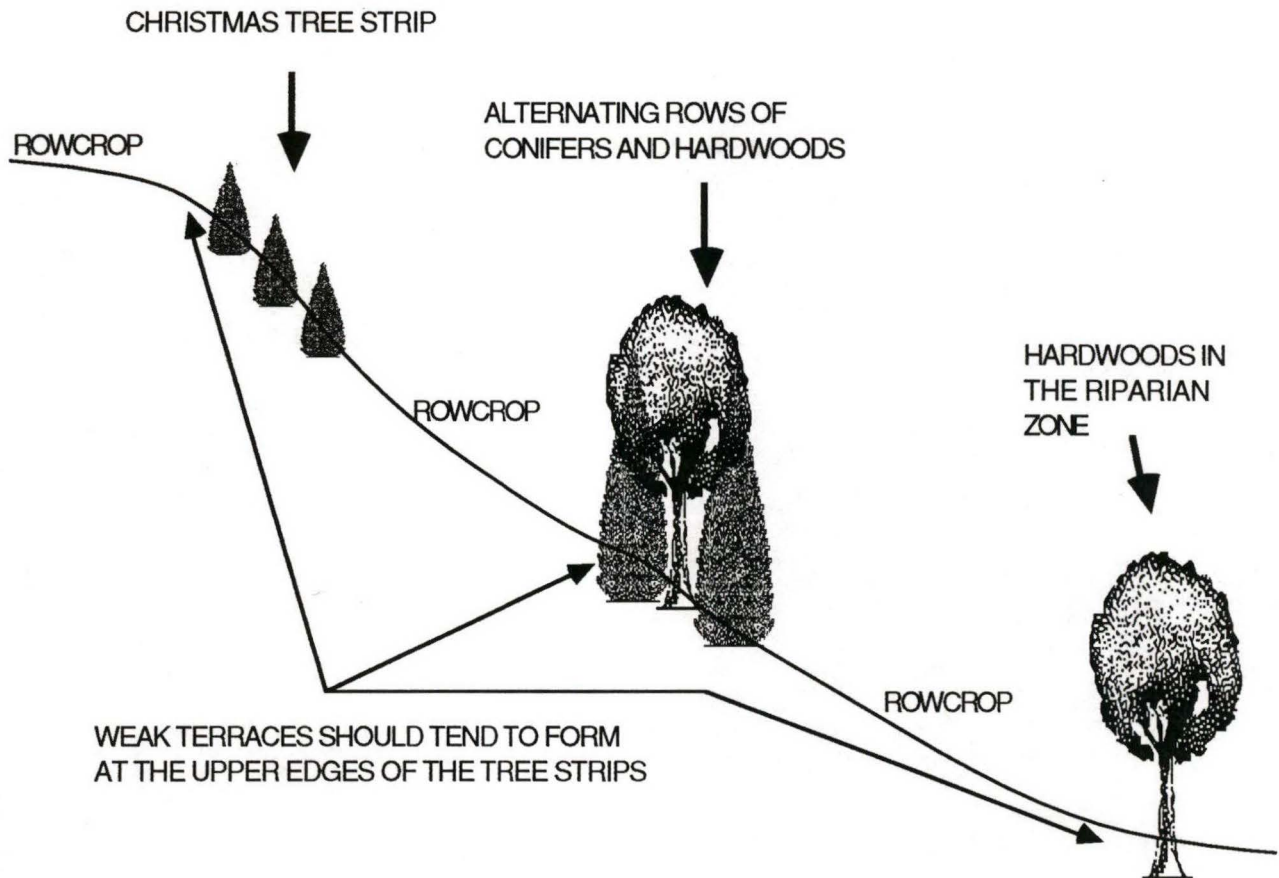 CHRISTMAS TREE STRIP
ROWCROP
ALTERNATING ROWS OF
CONIFERS AND HARDWOODS
HARDWOODS IN
THE RIPARIAN
ZONE
ROWCROP
ROWCROP
WEAK TERRACES SHOULD TEND TO FORM
AT THE UPPER EDGES OF THE TREE STRIPS